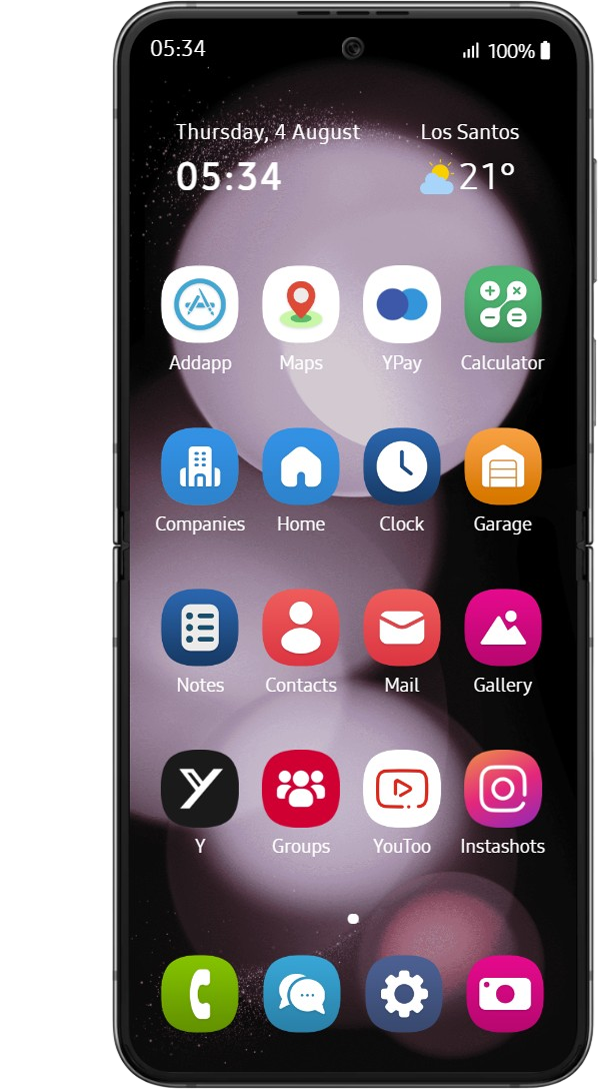 05:34 100%
Thursday, 4 August Los Santos
05:34 21°
Addapp Maps YPay Calculator
Companies Home Clock Garage
Notes Contacts Mail Gallery
Y Groups YouToo Instashots